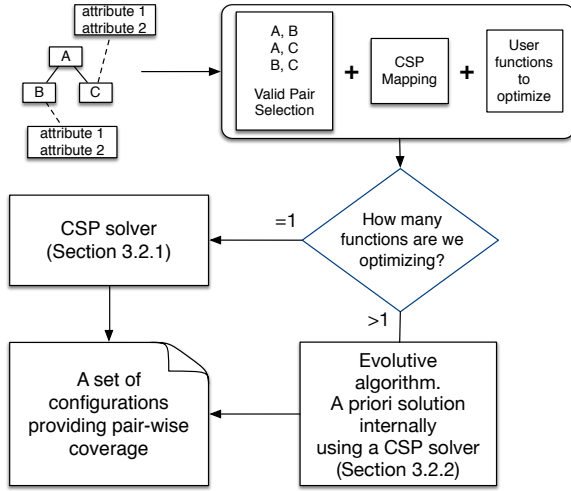 attribute 1
attribute 2
A
B
C
attribute 1
attribute 2
A, B
A, C
B, C
Valid Pair
Selection
+
CSP
Mapping
+
User
functions
to
optimize
How many
functions are we
optimizing?
=1
>1
CSP solver
(Section 3.2.1)
A set of
configurations
providing pair-wise
coverage
Evolutive
algorithm.
A priori solution
internally
using a CSP solver
(Section 3.2.2)